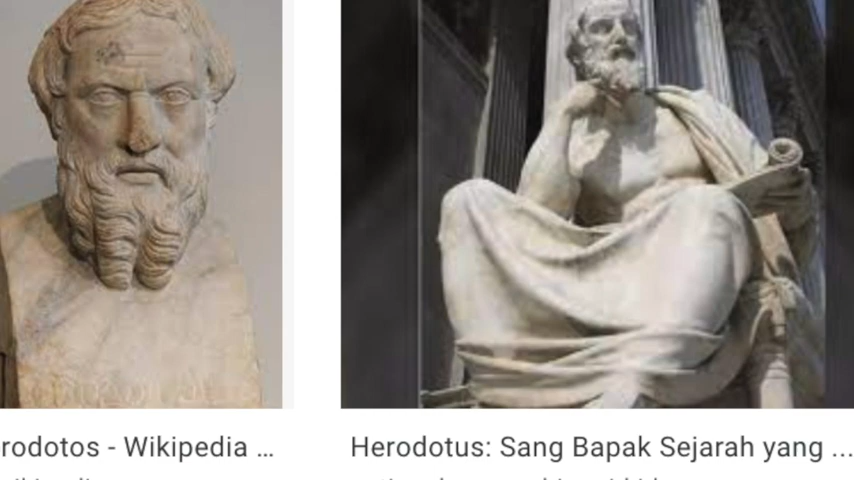 rodotos - Wikipedia ...
Herodotus: Sang Bapak Sejarah yang ...